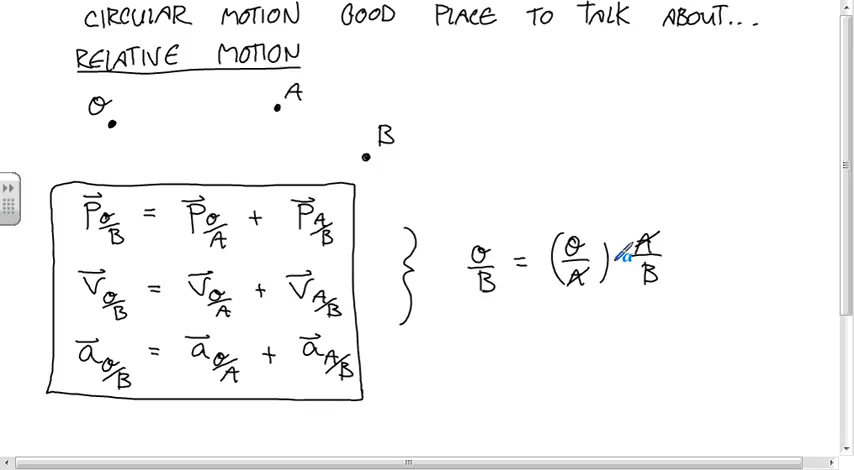 CIRCULAR MOTION GOOD PLACE TO TALK ABOUT...
RELATIVE MOTION
O
A
B
p⃗ O/B = p⃗ O/A + p⃗ A/B
v⃗ O/B = v⃗ O/A + v⃗ A/B
a⃗ O/B = a⃗ O/A + a⃗ A/B
O/B = (O/A) A/B